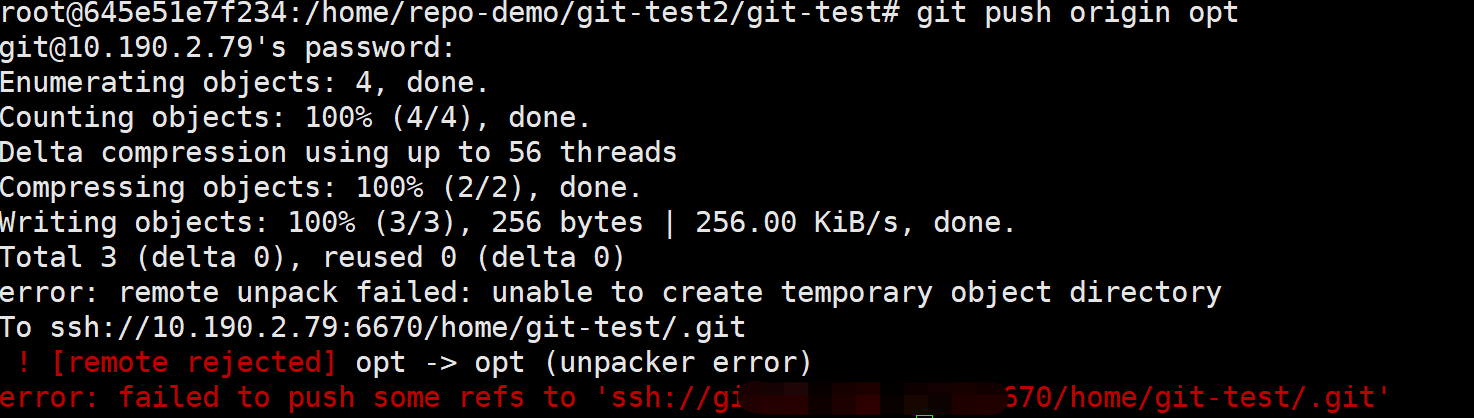 root@645e51e7f234:/home/repo-demo/git-test2/git-test# git push origin opt
git@10.190.2.79's password:
Enumerating objects: 4, done.
Counting objects: 100% (4/4), done.
Delta compression using up to 56 threads
Compressing objects: 100% (2/2), done.
Writing objects: 100% (3/3), 256 bytes | 256.00 KiB/s, done.
Total 3 (delta 0), reused 0 (delta 0)
error: remote unpack failed: unable to create temporary object directory
To ssh://10.190.2.79:6670/home/git-test/.git
! [remote rejected] opt -> opt (unpacker error)
error: failed to push some refs to 'ssh://gi 670/home/git-test/.git'